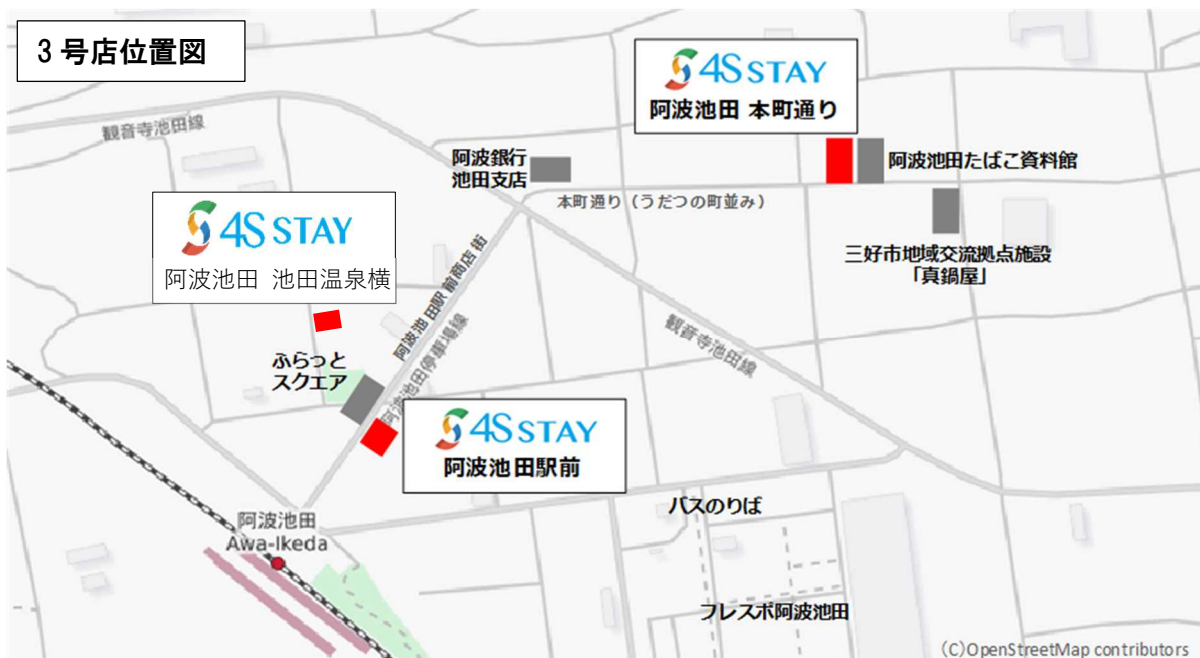 3号店位置図
4S STAY
阿波池田 本町通り
観音寺池田線
阿波銀行
池田支店
阿波池田たばこ資料館
本町通り（うだつの町並み）
4S STAY
阿波池田 池田温泉横
三好市地域交流拠点施設
「真鍋屋」
阿波池田駅前商店街
阿波池田停車場線
観音寺池田線
ふらっと
スクエア
4S STAY
阿波池田駅前
バスのりば
阿波池田
Awa-Ikeda
フレスポ阿波池田
(C)OpenStreetMap contributors